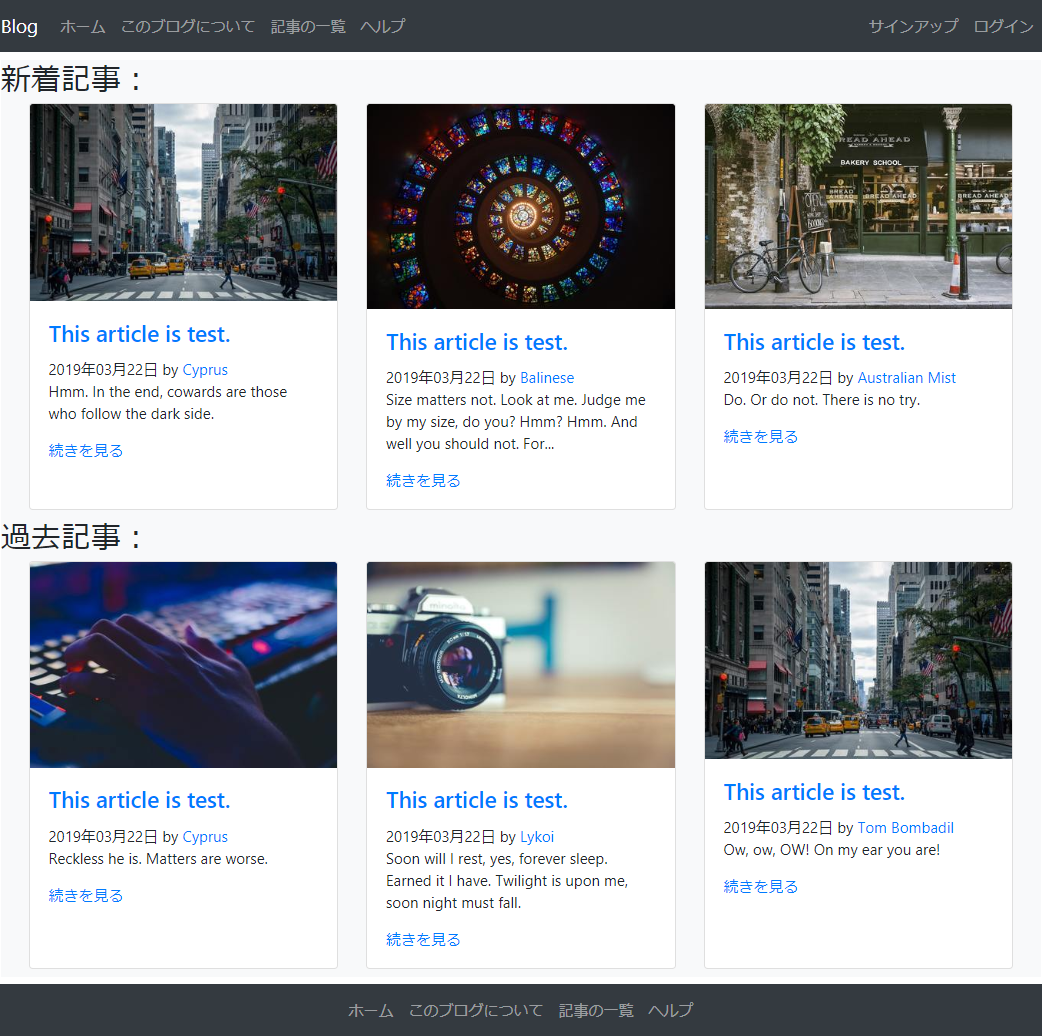 Blog ホーム このブログについて 記事の一覧 ヘルプ サインアップ ログイン
新着記事：
BREAD AHEAD
BAKERY SCHOOL
OPEN
BREAD AHEAD
BREAD AHEAD
BREAD AHEAD
This article is test.
2019年03月22日 by Cyprus
Hmm. In the end, cowards are those
who follow the dark side.
続きを見る
This article is test.
2019年03月22日 by Balinese
Size matters not. Look at me. Judge me
by my size, do you? Hmm? Hmm. And
well you should not. For...
続きを見る
This article is test.
2019年03月22日 by Australian Mist
Do. Or do not. There is no try.
続きを見る
過去記事：
minolta
This article is test.
2019年03月22日 by Cyprus
Reckless he is. Matters are worse.
続きを見る
This article is test.
2019年03月22日 by Lykoi
Soon will I rest, yes, forever sleep.
Earned it I have. Twilight is upon me,
soon night must fall.
続きを見る
This article is test.
2019年03月22日 by Tom Bombadil
Ow, ow, OW! On my ear you are!
続きを見る
ホーム このブログについて 記事の一覧 ヘルプ